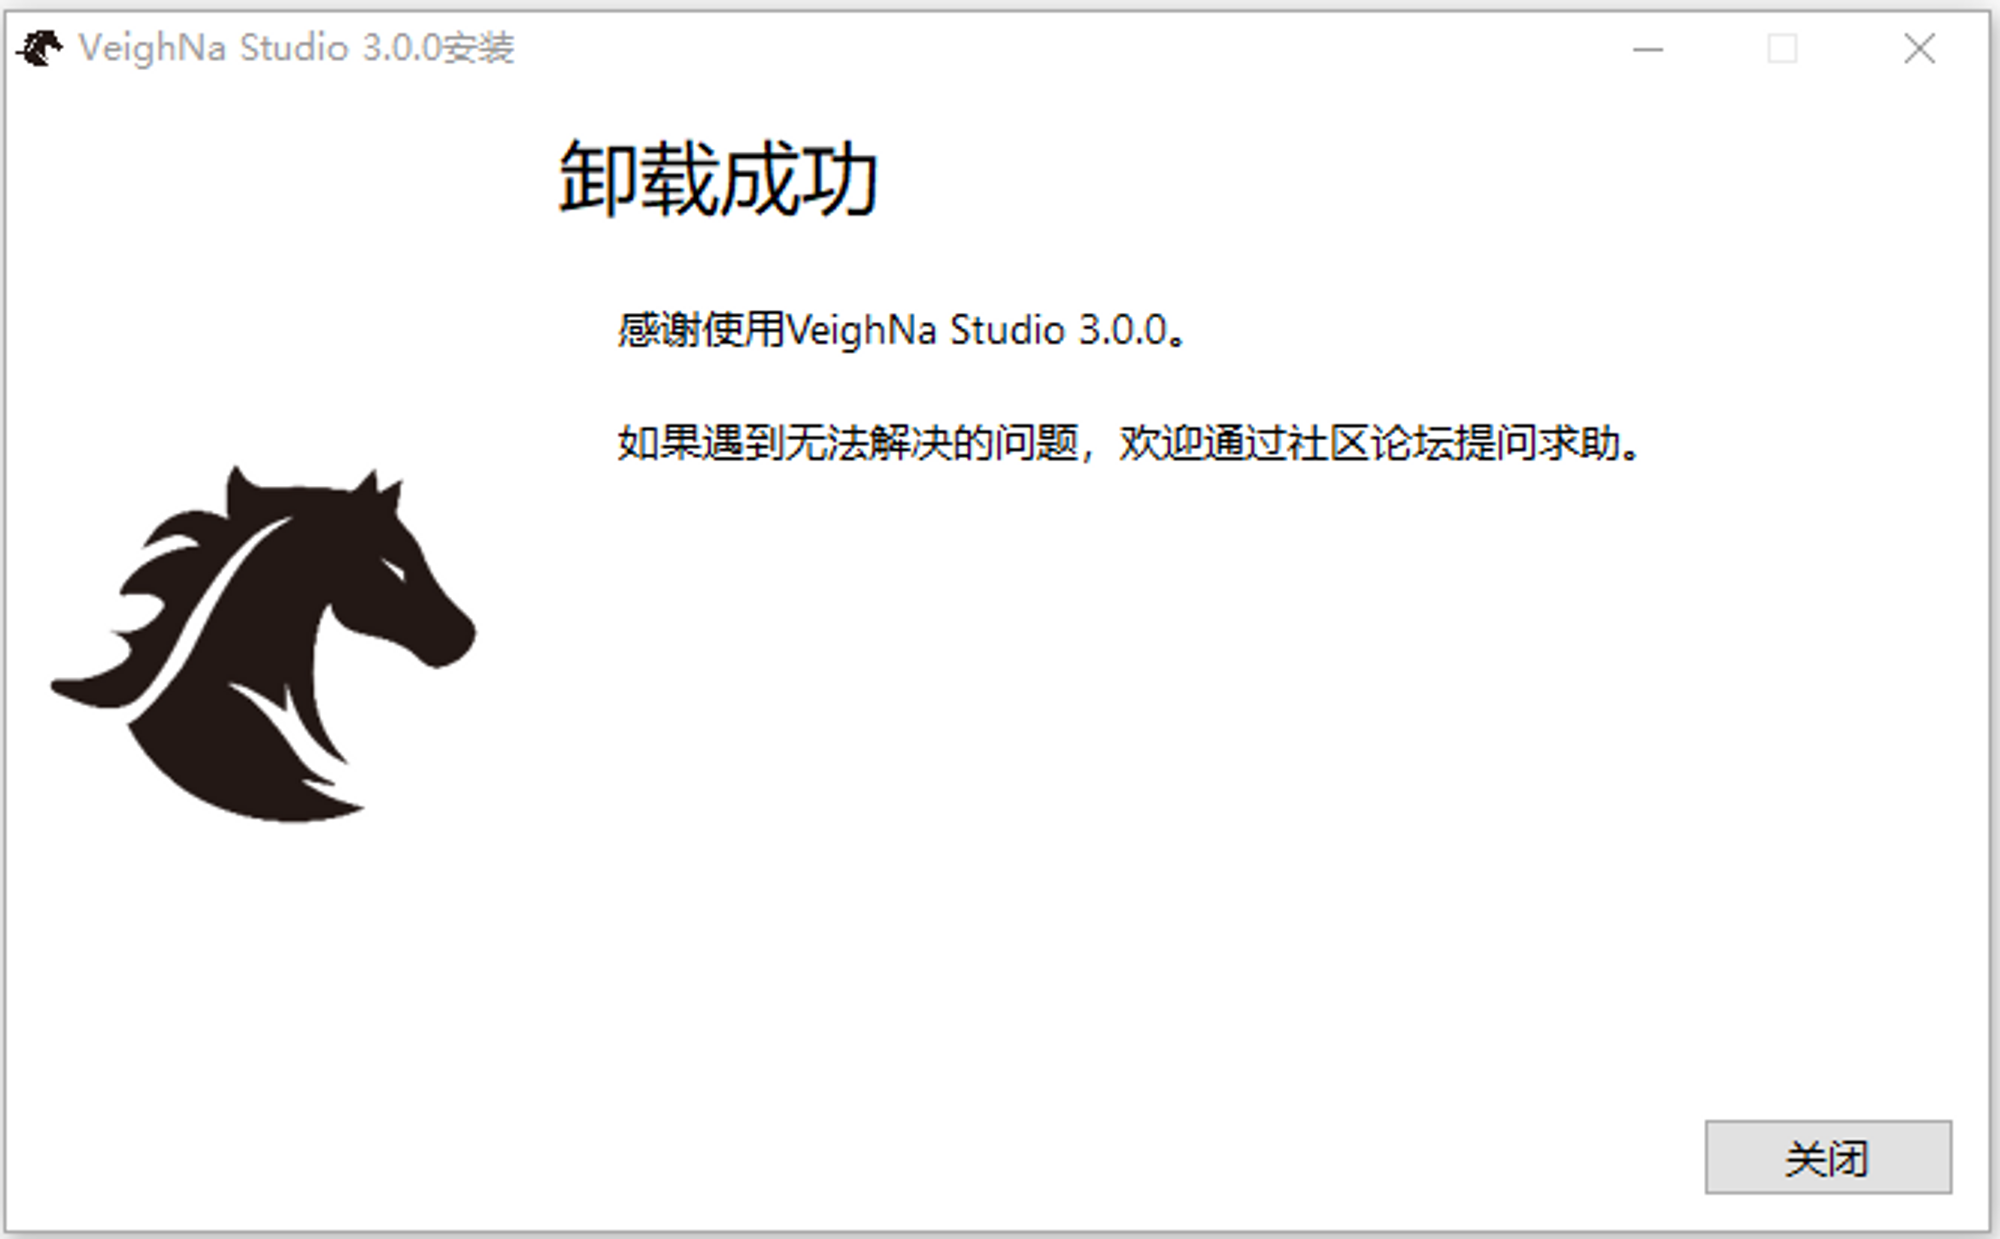 VeighNa Studio 3.0.0安装
卸载成功
感谢使用VeighNa Studio 3.0.0。
如果遇到无法解决的问题，欢迎通过社区论坛提问求助。
关闭